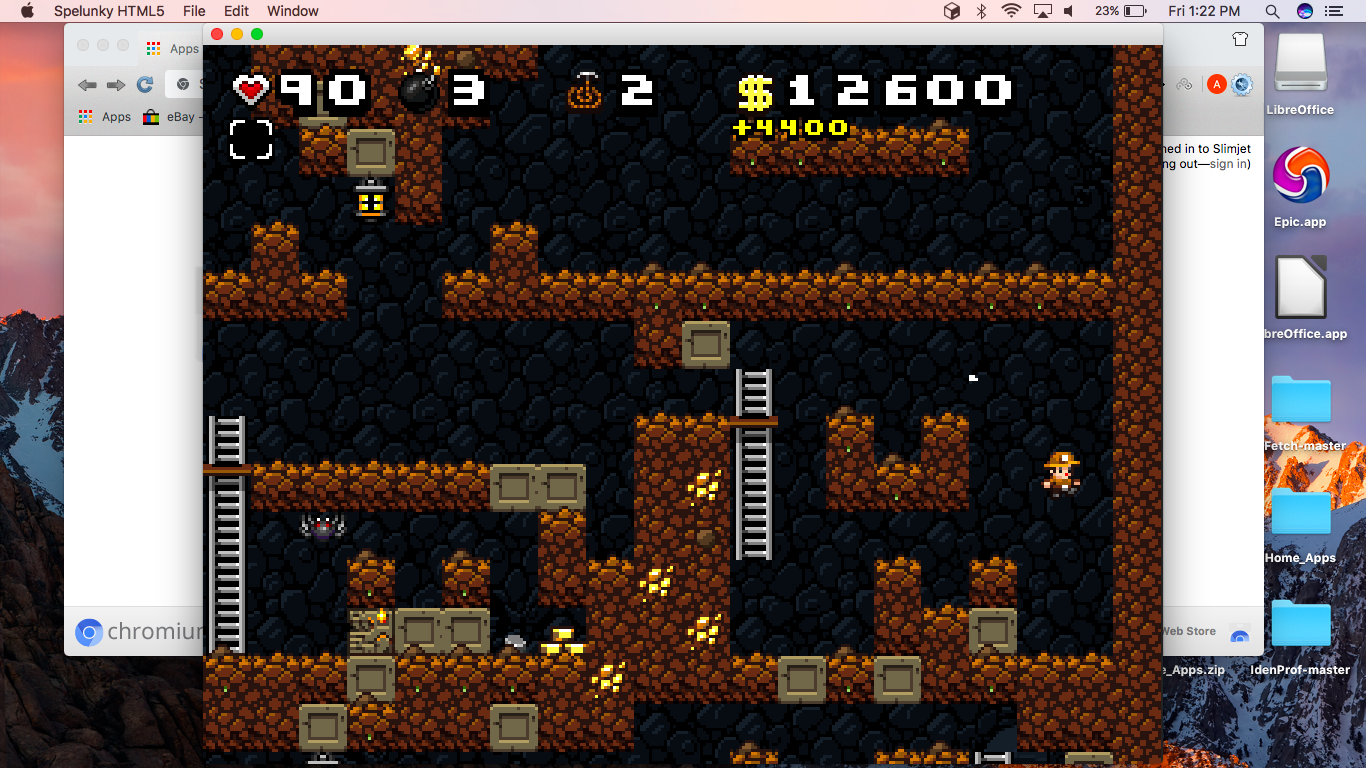 Spelunky HTML5 File Edit Window 23% Fri 1:22 PM
Apps
A
Apps eBay –
90 3 2 $12600
+4400
ned in to Slimjet
ng out—sign in)
LibreOffice
Epic.app
breOffice.app
Fetch-master
Home_Apps
chromiur
Web Store
e_Apps.zip IdenProf-master